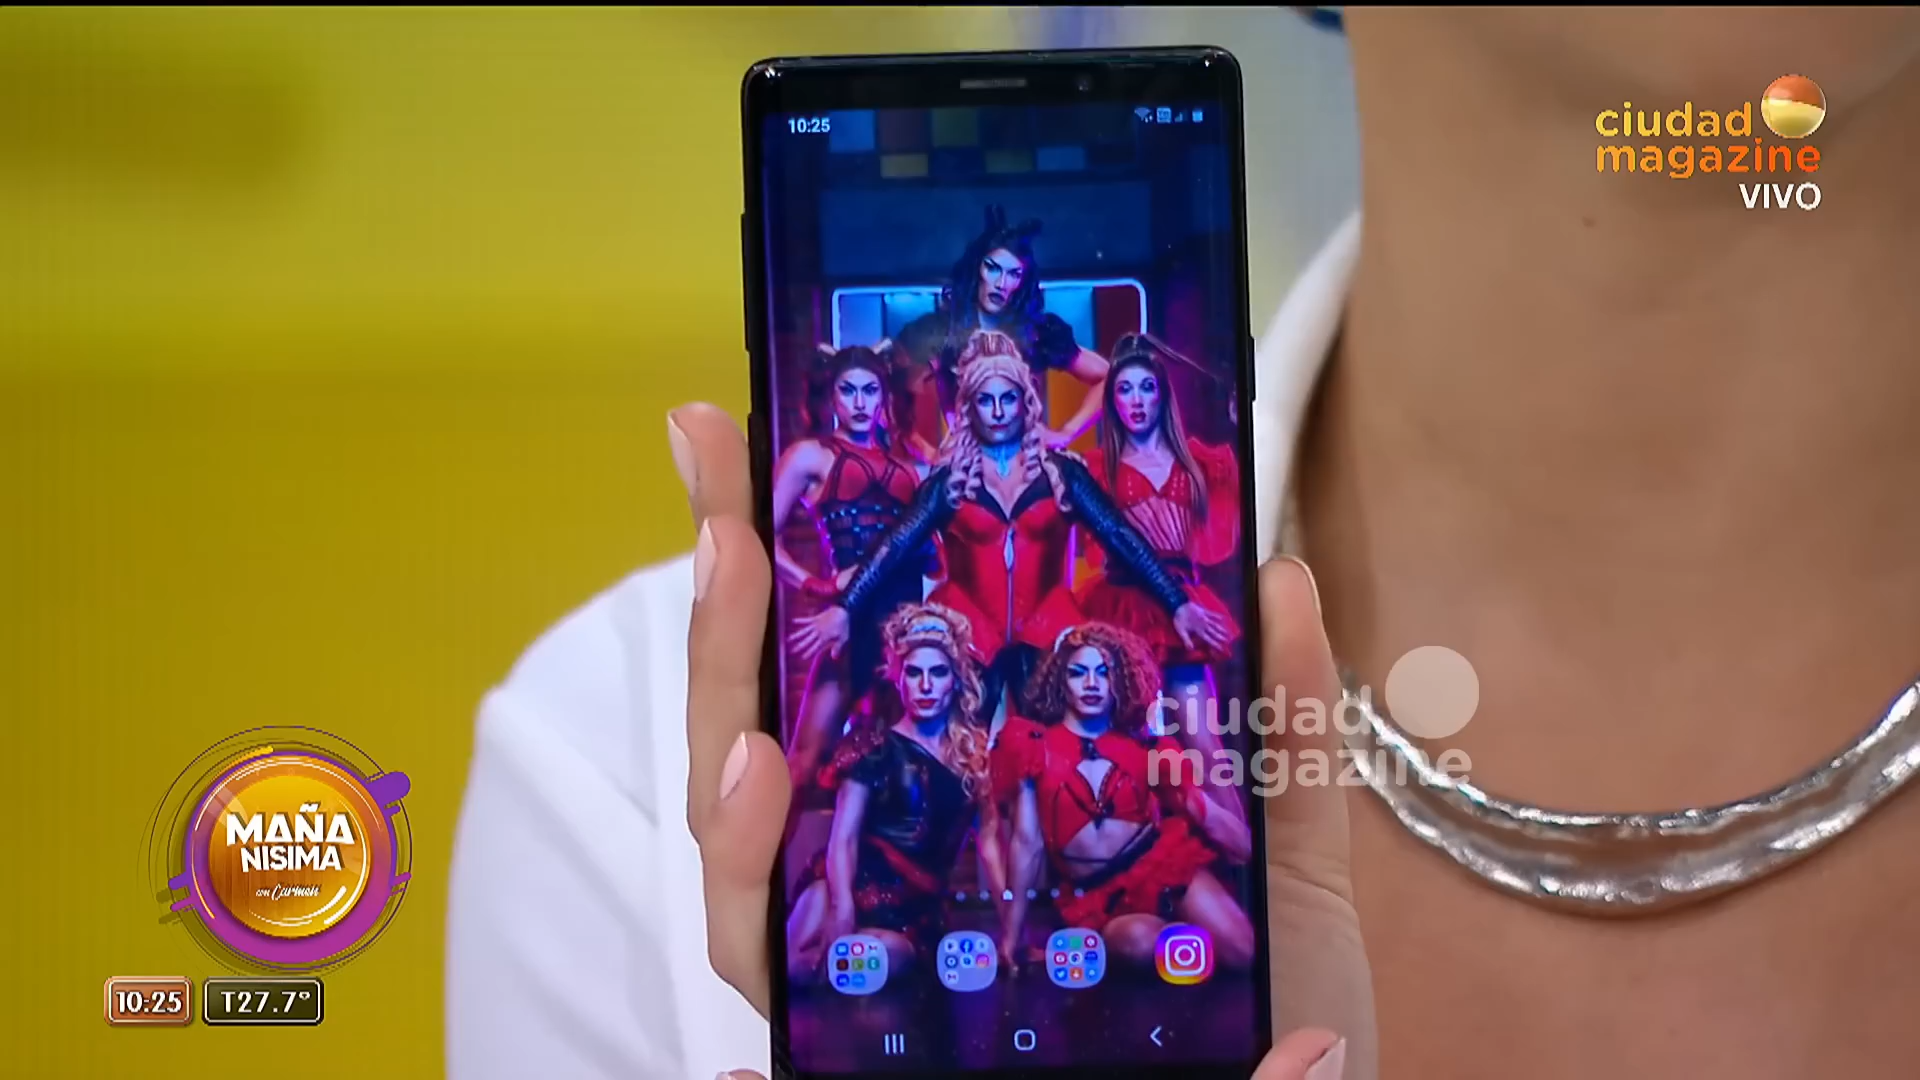 10:25
ciudad
magazine
VIVO
ciudad
magazine
MAÑA
NISIMA
con Carmen
10:25
T27.7°